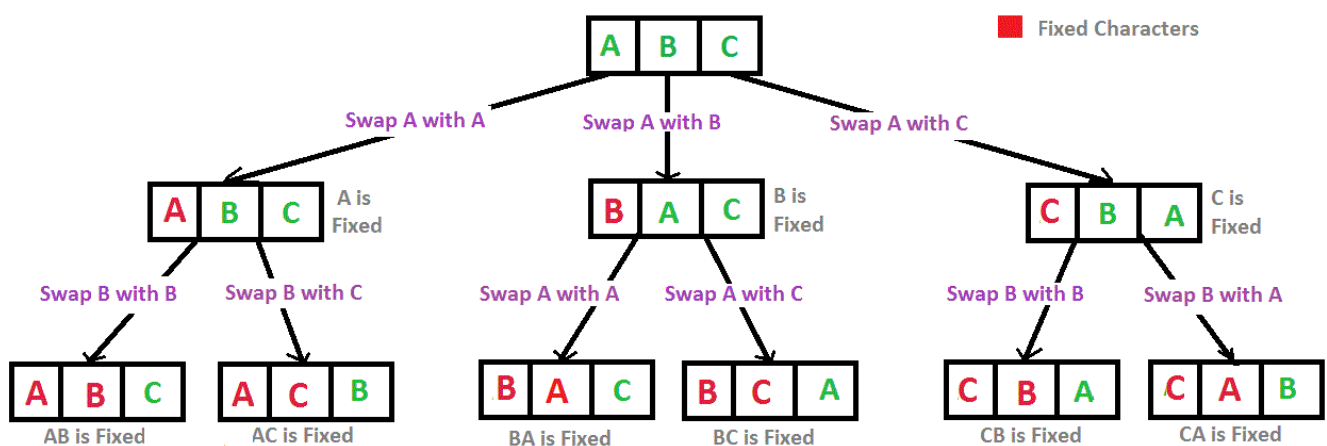 A B C
Fixed Characters
Swap A with A
Swap A with B
Swap A with C
A B C
A is
Fixed
B A C
B is
Fixed
C B A
C is
Fixed
Swap B with B
Swap B with C
Swap A with A
Swap A with C
Swap B with B
Swap B with A
A B C
A C B
B A C
B C A
C B A
C A B
AB is Fixed
AC is Fixed
BA is Fixed
BC is Fixed
CB is Fixed
CA is Fixed